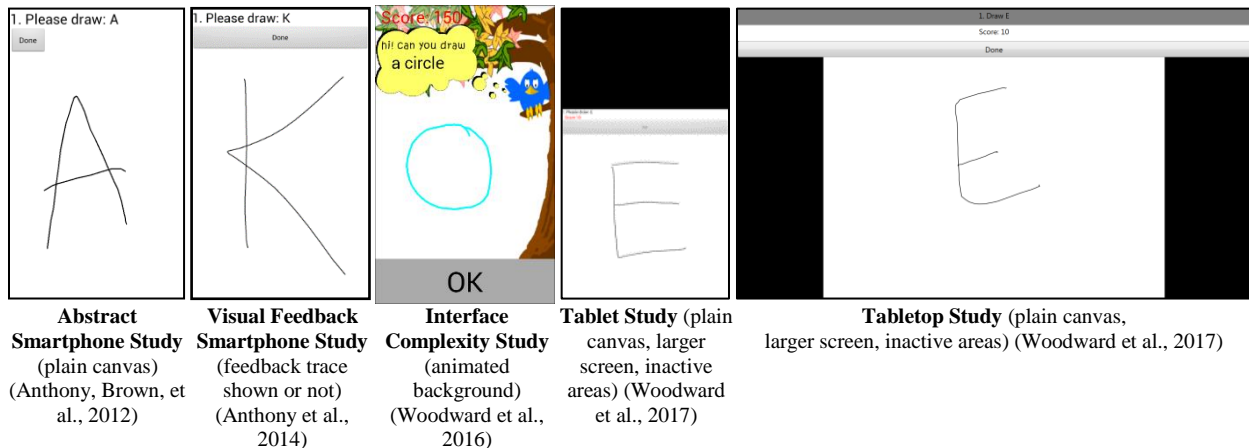 1. Please draw: A
Done
Abstract
Smartphone Study
(plain canvas)
(Anthony, Brown, et
al., 2012)
1. Please draw: K
Done
Visual Feedback
Smartphone Study
(feedback trace
shown or not)
(Anthony et al.,
2014)
Score: 150
hi! can you draw
a circle
OK
Interface
Complexity Study
(animated
background)
(Woodward et al.,
2016)
Tablet Study (plain
canvas, larger
screen, inactive
areas) (Woodward
et al., 2017)
1. Draw E
Score: 10
Done
Tabletop Study (plain canvas,
larger screen, inactive areas) (Woodward et al., 2017)